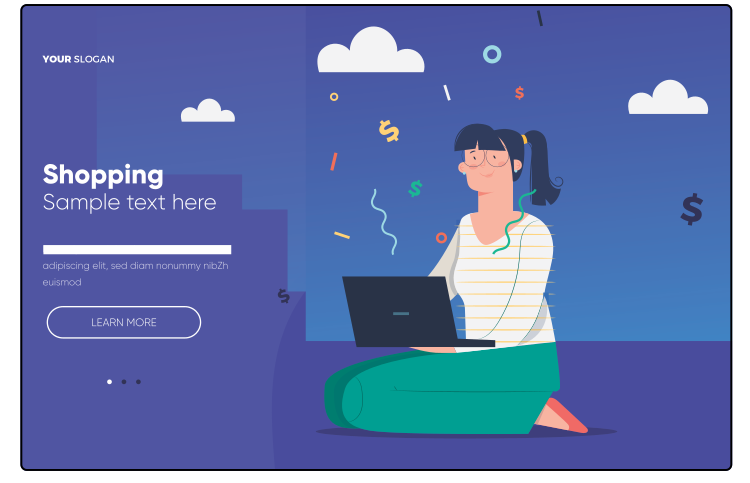 YOUR SLOGAN
Shopping
Sample text here
adipiscing elit, sed diam nonummy nibZh
euismod
LEARN MORE